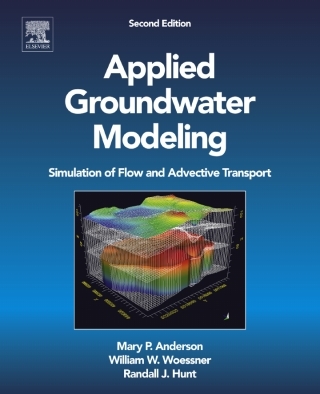 Second Edition
ELSEVIER
Applied
Groundwater
Modeling
Simulation of Flow and Advective Transport
Mary P. Anderson
William W. Woessner
Randall J. Hunt